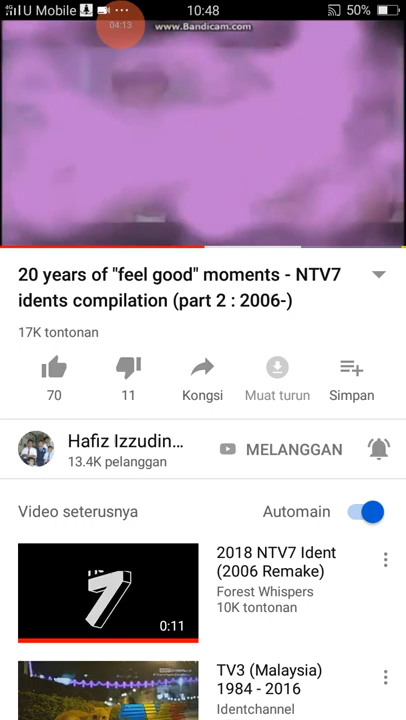 4G U Mobile ... 10:48 50%
04:13
www.Bandicam.com
20 years of "feel good" moments - NTV7
idents compilation (part 2 : 2006-)
17K tontonan
70 11 Kongsi Muat turun Simpan
Hafiz Izzudin... MELANGGAN
13.4K pelanggan
Video seterusnya Automain
2018 NTV7 Ident
(2006 Remake)
Forest Whispers
10K tontonan
7
0:11
TV3 (Malaysia)
1984 - 2016
Identchannel